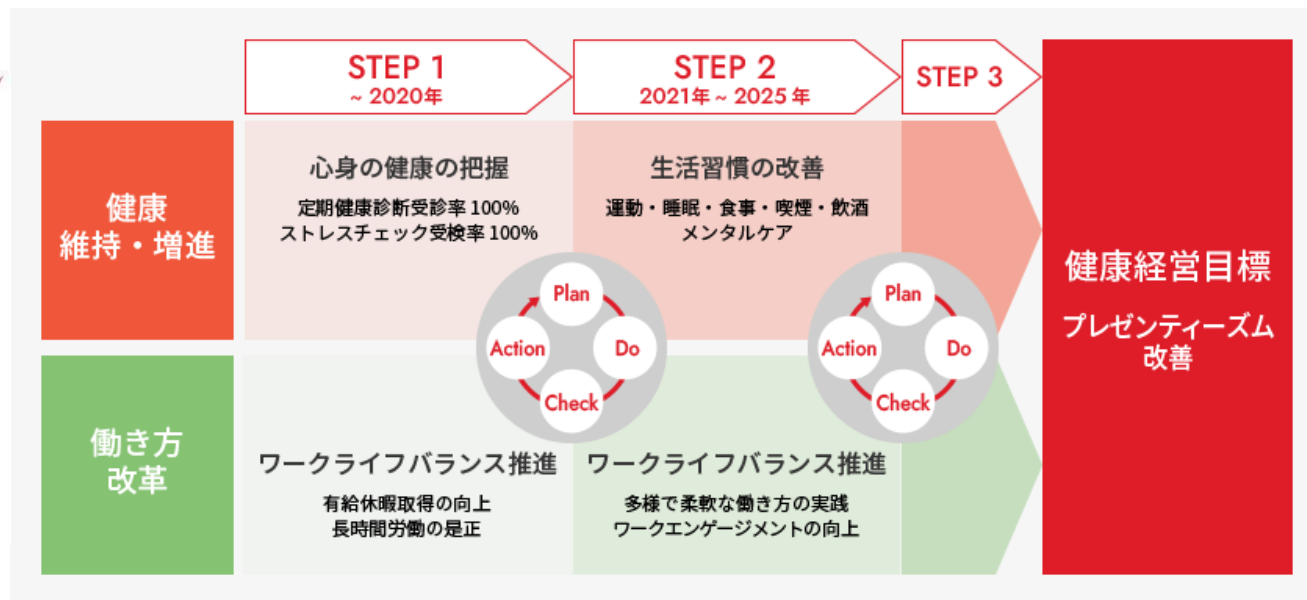 STEP 1
~ 2020年
STEP 2
2021年 ~ 2025 年
STEP 3
健康
維持・増進
心身の健康の把握
定期健康診断受診率 100%
ストレスチェック受検率 100%
生活習慣の改善
運動・睡眠・食事・喫煙・飲酒
メンタルケア
Plan
Do
Check
Action
Plan
Do
Check
Action
働き方
改革
ワークライフバランス推進
有給休暇取得の向上
長時間労働の是正
ワークライフバランス推進
多様で柔軟な働き方の実践
ワークエンゲージメントの向上
健康経営目標
プレゼンティーズム
改善